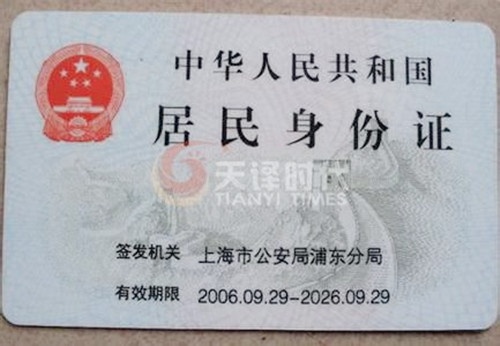 中华人民共和国
居民身份证
天译时代
TIANYI TIMES
签发机关 上海市公安局浦东分局
有效期限 2006.09.29-2026.09.29